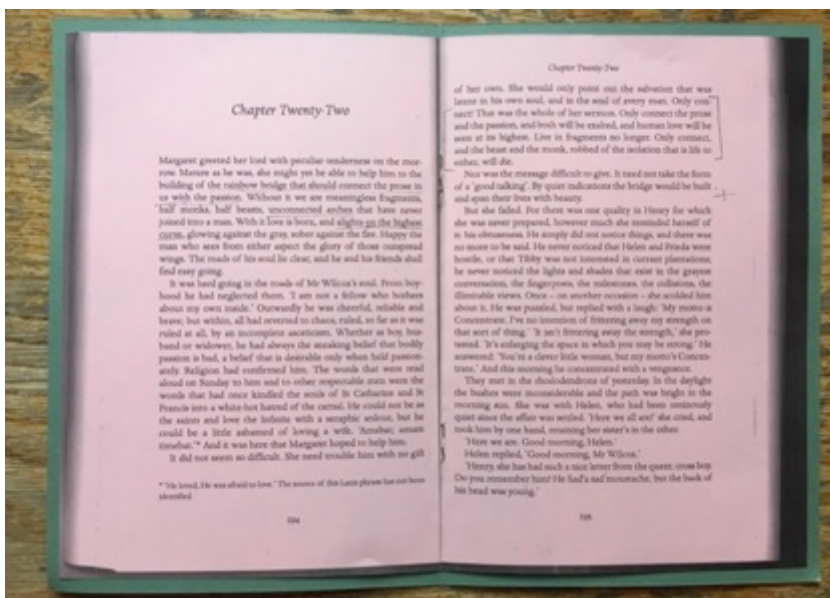 Chapter Twenty-Two
Margaret greeted her lord with peculiar tenderness on the mor-
row. Mature as he was, she might yet be able to help him to the
building of the rainbow bridge that should connect the prose in
us with the passion. Without it we are meaningless fragments,
half monks, half beasts, unconnected arches that have never
joined into a man. With it love is born, and alights on the highest
curve, glowing against the gray, sober against the fire. Happy the
man who sees from either aspect the glory of these outspread
wings. The roads of his soul lie clear, and he and his friends shall
find easy going.
It was hard going in the roads of Mr Wilcox's soul. From boy-
hood he had neglected them. 'I am not a fellow who bothers
about my own inside.' Outwardly he was cheerful, reliable and
brave; but within, all had reverted to chaos, ruled, so far as it was
ruled at all, by an incomplete asceticism. Whether as boy, hus-
band or widower, he had always the sneaking belief that bodily
passion is bad, a belief that is desirable only when held passion-
ately. Religion had confirmed him. The words that were read
aloud on Sunday to him and to other respectable men were the
words that had once kindled the souls of St Catharine and St
Francis into a white-hot hatred of the carnal. He could not be as
the saints and love the Infinite with a seraphic ardour, but he
could be a little ashamed of loving a wife. 'Amabat; amare
timebat.'* And it was here that Margaret hoped to help him.
It did not seem so difficult. She need trouble him with no gift
* 'He loved, He was afraid to love.' The source of this Latin phrase has not been
identified.
194
Chapter Twenty-Two
of her own. She would only point out the salvation that was
latent in his own soul, and in the soul of every man. Only con-
nect! That was the whole of her sermon. Only connect the prose
and the passion, and both will be exalted, and human love will be
seen at its highest. Live in fragments no longer. Only connect,
and the beast and the monk, robbed of the isolation that is life to
either, will die.
Nor was the message difficult to give. It need not take the form
of a 'good talking'. By quiet indications the bridge would be built
and span their lives with beauty.
But she failed. For there was one quality in Henry for which
she was never prepared, however much she reminded herself of
it: his obtuseness. He simply did not notice things, and there was
no more to be said. He never noticed that Helen and Frieda were
hostile, or that Tibby was not interested in currant plantations;
he never noticed the lights and shades that exist in the grayest
conversation, the finger-posts, the milestones, the collisions, the
illimitable views. Once – on another occasion – she scolded him
about it. He was puzzled, but replied with a laugh: 'My motto is
Concentrate. I've no intention of frittering away my strength on
that sort of thing.' 'It isn't frittering away the strength,' she pro-
tested. 'It's enlarging the space in which you may be strong.' He
answered: 'You're a clever little woman, but my motto's Concen-
trate.' And this morning he concentrated with a vengeance.
They met in the rhododendrons of yesterday. In the daylight
the bushes were inconsiderable and the path was bright in the
morning sun. She was with Helen, who had been ominously
quiet since the affair was settled. 'Here we all are!' she cried, and
took him by one hand, retaining her sister's in the other.
'Here we are. Good morning, Helen.'
Helen replied, 'Good morning, Mr Wilcox.'
'Henry, she has had such a nice letter from the queer, cross boy.
Do you remember him? He had a sad moustache, but the back of
his head was young.'
195